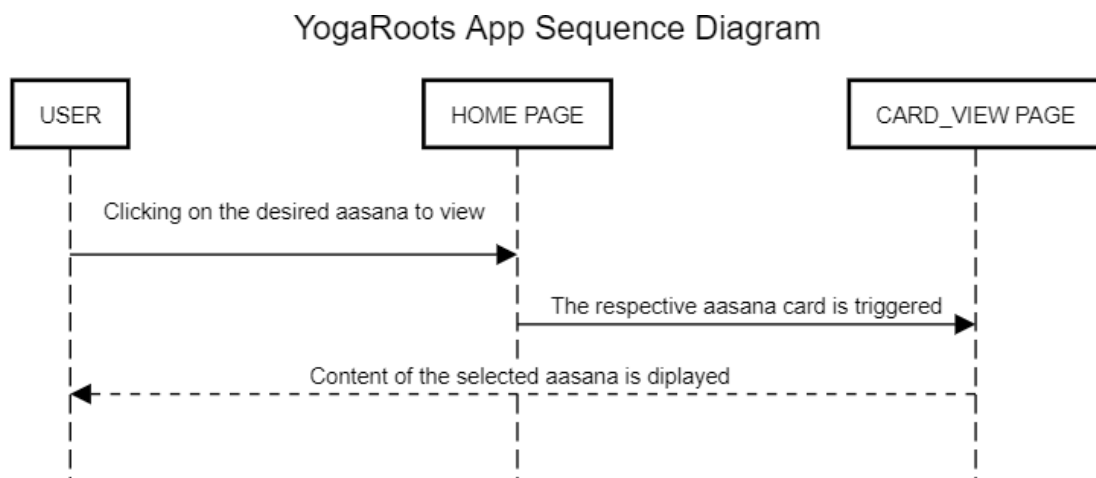 YogaRoots App Sequence Diagram
USER
HOME PAGE
CARD_VIEW PAGE
Clicking on the desired aasana to view
The respective aasana card is triggered
Content of the selected aasana is diplayed